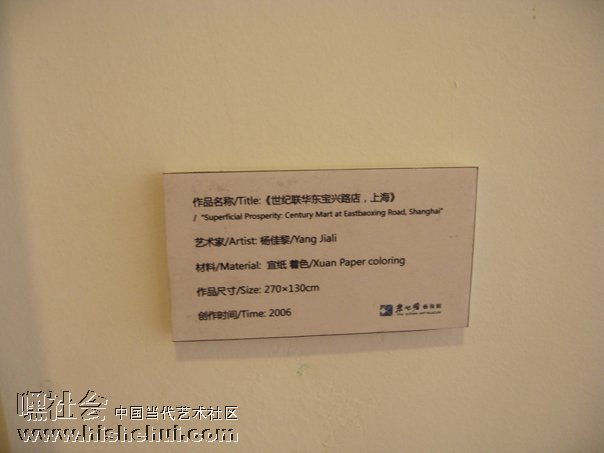 作品名称/Title:《世纪联华东宝兴路店，上海》
/ "Superficial Prosperity: Century Mart at Eastbaoxing Road, Shanghai"
艺术家/Artist: 杨佳黎/Yang Jiali
材料/Material: 宣纸 着色/Xuan Paper coloring
作品尺寸/Size: 270×130cm
创作时间/Time: 2006
嘿社会 中国当代艺术社区
www.hishehui.com